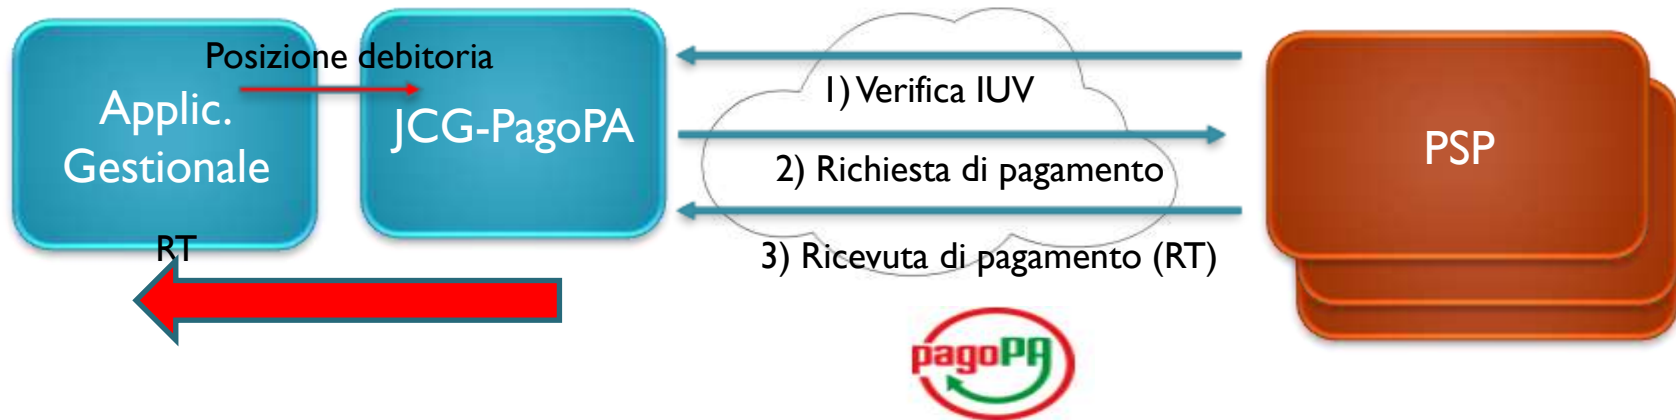 Posizione debitoria
Applic.
Gestionale
JCG-PagoPA
1) Verifica IUV
2) Richiesta di pagamento
3) Ricevuta di pagamento (RT)
PSP
RT
pagoPA